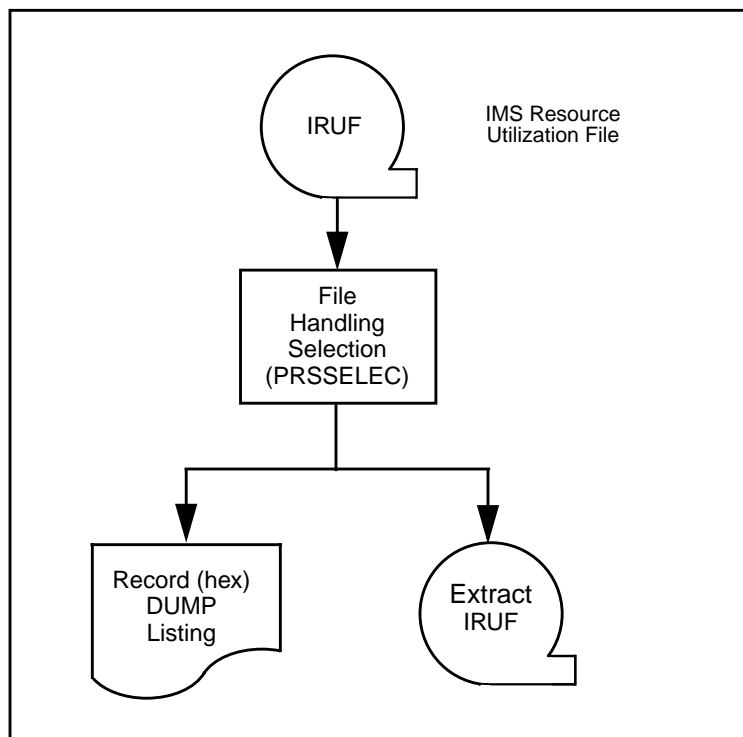 IRUF
IMS Resource
Utilization File
File
Handling
Selection
(PRSSELEC)
Record (hex)
DUMP
Listing
Extract
IRUF